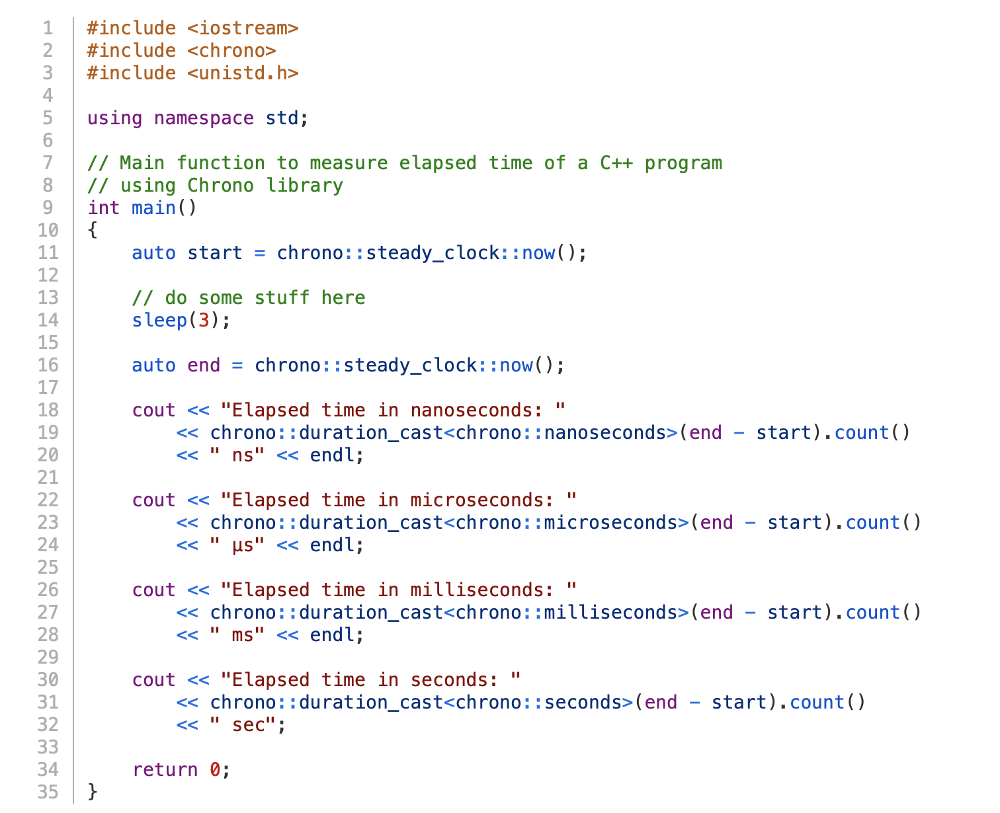 1 #include <iostream>
2 #include <chrono>
3 #include <unistd.h>
4
5 using namespace std;
6
7 // Main function to measure elapsed time of a C++ program
8 // using Chrono library
9 int main()
10 {
11     auto start = chrono::steady_clock::now();
12
13     // do some stuff here
14     sleep(3);
15
16     auto end = chrono::steady_clock::now();
17
18     cout << "Elapsed time in nanoseconds: "
19         << chrono::duration_cast<chrono::nanoseconds>(end - start).count()
20         << " ns" << endl;
21
22     cout << "Elapsed time in microseconds: "
23         << chrono::duration_cast<chrono::microseconds>(end - start).count()
24         << " µs" << endl;
25
26     cout << "Elapsed time in milliseconds: "
27         << chrono::duration_cast<chrono::milliseconds>(end - start).count()
28         << " ms" << endl;
29
30     cout << "Elapsed time in seconds: "
31         << chrono::duration_cast<chrono::seconds>(end - start).count()
32         << " sec";
33
34     return 0;
35 }